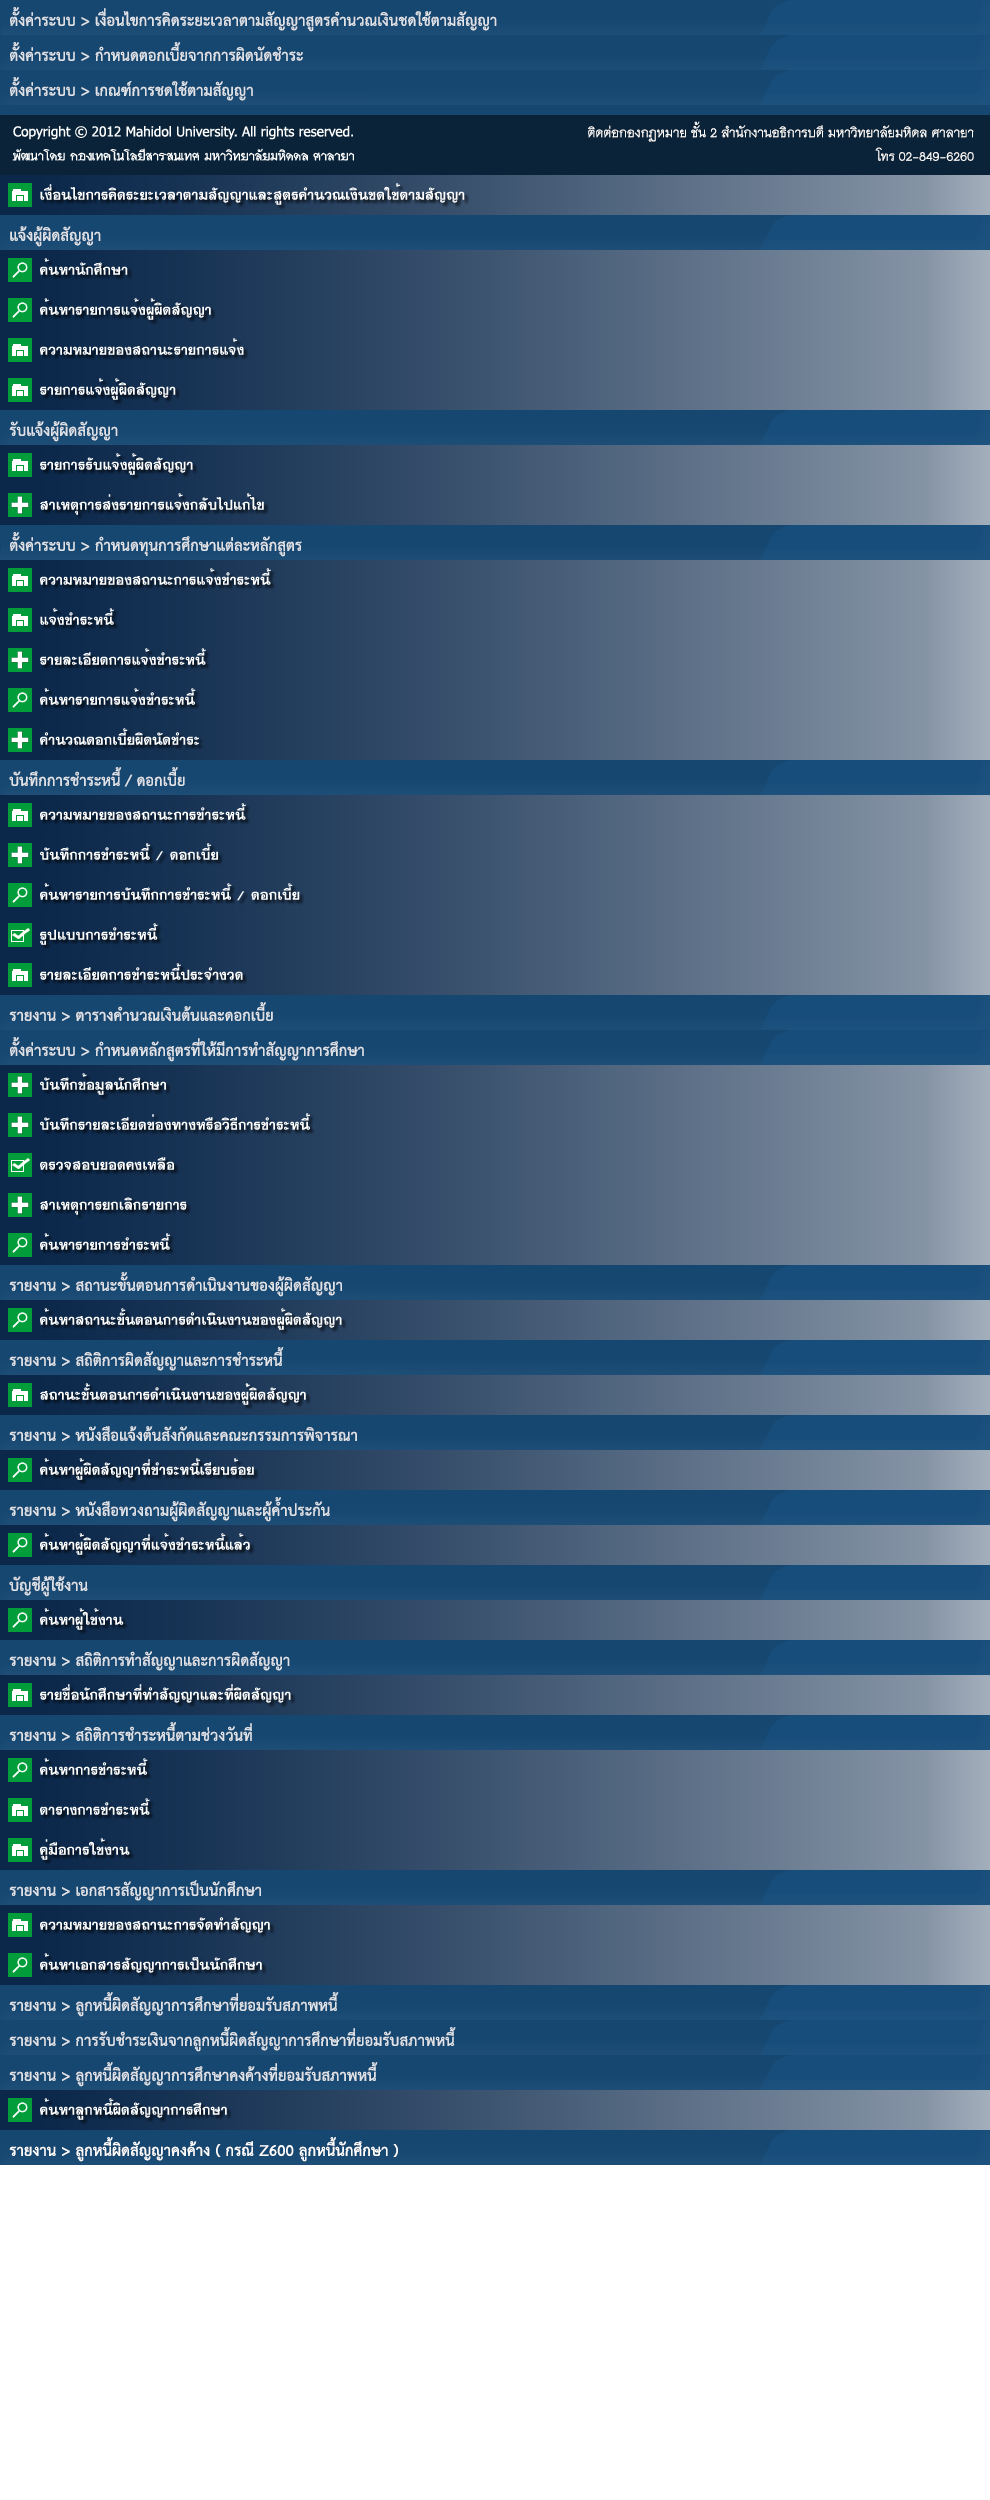 ตั้งค่าระบบ > เงื่อนไขการคิดระยะเวลาตามสัญญาสูตรคำนวณเงินชดใช้ตามสัญญา
ตั้งค่าระบบ > กำหนดดอกเบี้ยจากการผิดนัดชำระ
ตั้งค่าระบบ > เกณฑ์การชดใช้ตามสัญญา
Copyright © 2012 Mahidol University. All rights reserved.
พัฒนาโดย กองเทคโนโลยีสารสนเทศ มหาวิทยาลัยมหิดล ศาลายา
ติดต่อกองกฎหมาย ชั้น 2 สำนักงานอธิการบดี มหาวิทยาลัยมหิดล ศาลายา
โทร 02-849-6260
เงื่อนไขการคิดระยะเวลาตามสัญญาและสูตรคำนวณเงินชดใช้ตามสัญญา
แจ้งผู้ผิดสัญญา
ค้นหานักศึกษา
ค้นหารายการแจ้งผู้ผิดสัญญา
ความหมายของสถานะรายการแจ้ง
รายการแจ้งผู้ผิดสัญญา
รับแจ้งผู้ผิดสัญญา
รายการรับแจ้งผู้ผิดสัญญา
สาเหตุการส่งรายการแจ้งกลับไปแก้ไข
ตั้งค่าระบบ > กำหนดทุนการศึกษาแต่ละหลักสูตร
ความหมายของสถานะการแจ้งชำระหนี้
แจ้งชำระหนี้
รายละเอียดการแจ้งชำระหนี้
ค้นหารายการแจ้งชำระหนี้
คำนวณดอกเบี้ยผิดนัดชำระ
บันทึกการชำระหนี้ / ดอกเบี้ย
ความหมายของสถานะการชำระหนี้
บันทึกการชำระหนี้ / ดอกเบี้ย
ค้นหารายการบันทึกการชำระหนี้ / ดอกเบี้ย
รูปแบบการชำระหนี้
รายละเอียดการชำระหนี้ประจำงวด
รายงาน > ตารางคำนวณเงินต้นและดอกเบี้ย
ตั้งค่าระบบ > กำหนดหลักสูตรที่ให้มีการทำสัญญาการศึกษา
บันทึกข้อมูลนักศึกษา
บันทึกรายละเอียดช่องทางหรือวิธีการชำระหนี้
ตรวจสอบยอดคงเหลือ
สาเหตุการยกเลิกรายการ
ค้นหารายการชำระหนี้
รายงาน > สถานะขั้นตอนการดำเนินงานของผู้ผิดสัญญา
ค้นหาสถานะขั้นตอนการดำเนินงานของผู้ผิดสัญญา
รายงาน > สถิติการผิดสัญญาและการชำระหนี้
สถานะขั้นตอนการดำเนินงานของผู้ผิดสัญญา
รายงาน > หนังสือแจ้งต้นสังกัดและคณะกรรมการพิจารณา
ค้นหาผู้ผิดสัญญาที่ชำระหนี้เรียบร้อย
รายงาน > หนังสือทวงถามผู้ผิดสัญญาและผู้ค้ำประกัน
ค้นหาผู้ผิดสัญญาที่แจ้งชำระหนี้แล้ว
บัญชีผู้ใช้งาน
ค้นหาผู้ใช้งาน
รายงาน > สถิติการทำสัญญาและการผิดสัญญา
รายชื่อนักศึกษาที่ทำสัญญาและที่ผิดสัญญา
รายงาน > สถิติการชำระหนี้ตามช่วงวันที่
ค้นหาการชำระหนี้
ตารางการชำระหนี้
คู่มือการใช้งาน
รายงาน > เอกสารสัญญาการเป็นนักศึกษา
ความหมายของสถานะการจัดทำสัญญา
ค้นหาเอกสารสัญญาการเป็นนักศึกษา
รายงาน > ลูกหนี้ผิดสัญญาการศึกษาที่ยอมรับสภาพหนี้
รายงาน > การรับชำระเงินจากลูกหนี้ผิดสัญญาการศึกษาที่ยอมรับสภาพหนี้
รายงาน > ลูกหนี้ผิดสัญญาการศึกษาคงค้างที่ยอมรับสภาพหนี้
ค้นหาลูกหนี้ผิดสัญญาการศึกษา
รายงาน > ลูกหนี้ผิดสัญญาคงค้าง ( กรณี Z600 ลูกหนี้นักศึกษา )